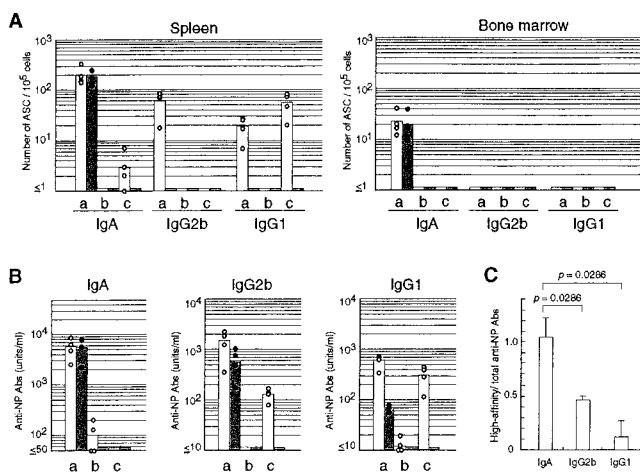 A
Spleen
Number of ASC / 10⁵ cells
10³
10²
10¹
≤1
a b c a b c a b c
IgA IgG2b IgG1
Bone marrow
Number of ASC / 10⁵ cells
10³
10²
10¹
≤1
a b c a b c a b c
IgA IgG2b IgG1
B
IgA
Anti-NP Abs (units/ml)
10⁴
10³
10²
≤50
a b c
IgG2b
Anti-NP Abs (units/ml)
10⁴
10³
10²
≤10
a b c
IgG1
Anti-NP Abs (units/ml)
10⁴
10³
10²
≤10
a b c
C
p = 0.0286
p = 0.0286
High-affinity/ total anti-NP Abs
1.0
0.5
0
IgA IgG2b IgG1